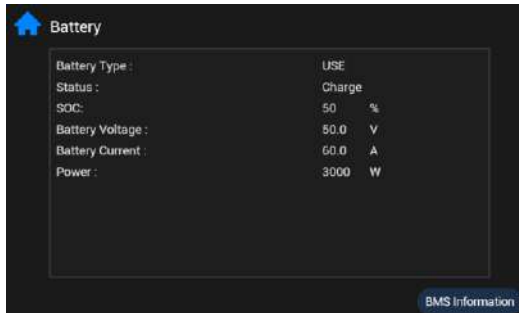 Battery
Battery Type : USE
Status : Charge
SOC: 50 %
Battery Voltage : 50.0 V
Battery Current : 60.0 A
Power : 3000 W
BMS Information